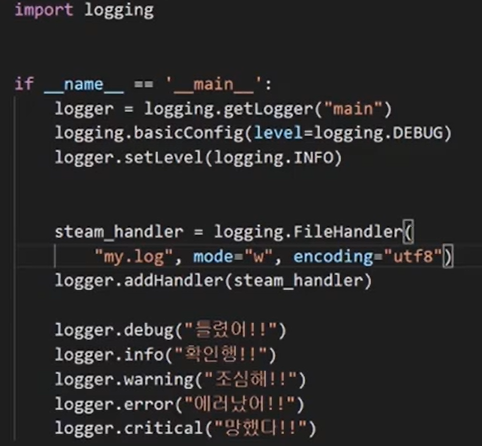 import logging
if __name__ == '__main__':
logger = logging.getLogger("main")
logging.basicConfig(level=logging.DEBUG)
logger.setLevel(logging.INFO)
steam_handler = logging.FileHandler(
"my.log", mode="w", encoding="utf8")
logger.addHandler(steam_handler)
logger.debug("틀렸어!!")
logger.info("확인행!!")
logger.warning("조심해!!")
logger.error("에러났어!!")
logger.critical("망했다!!")